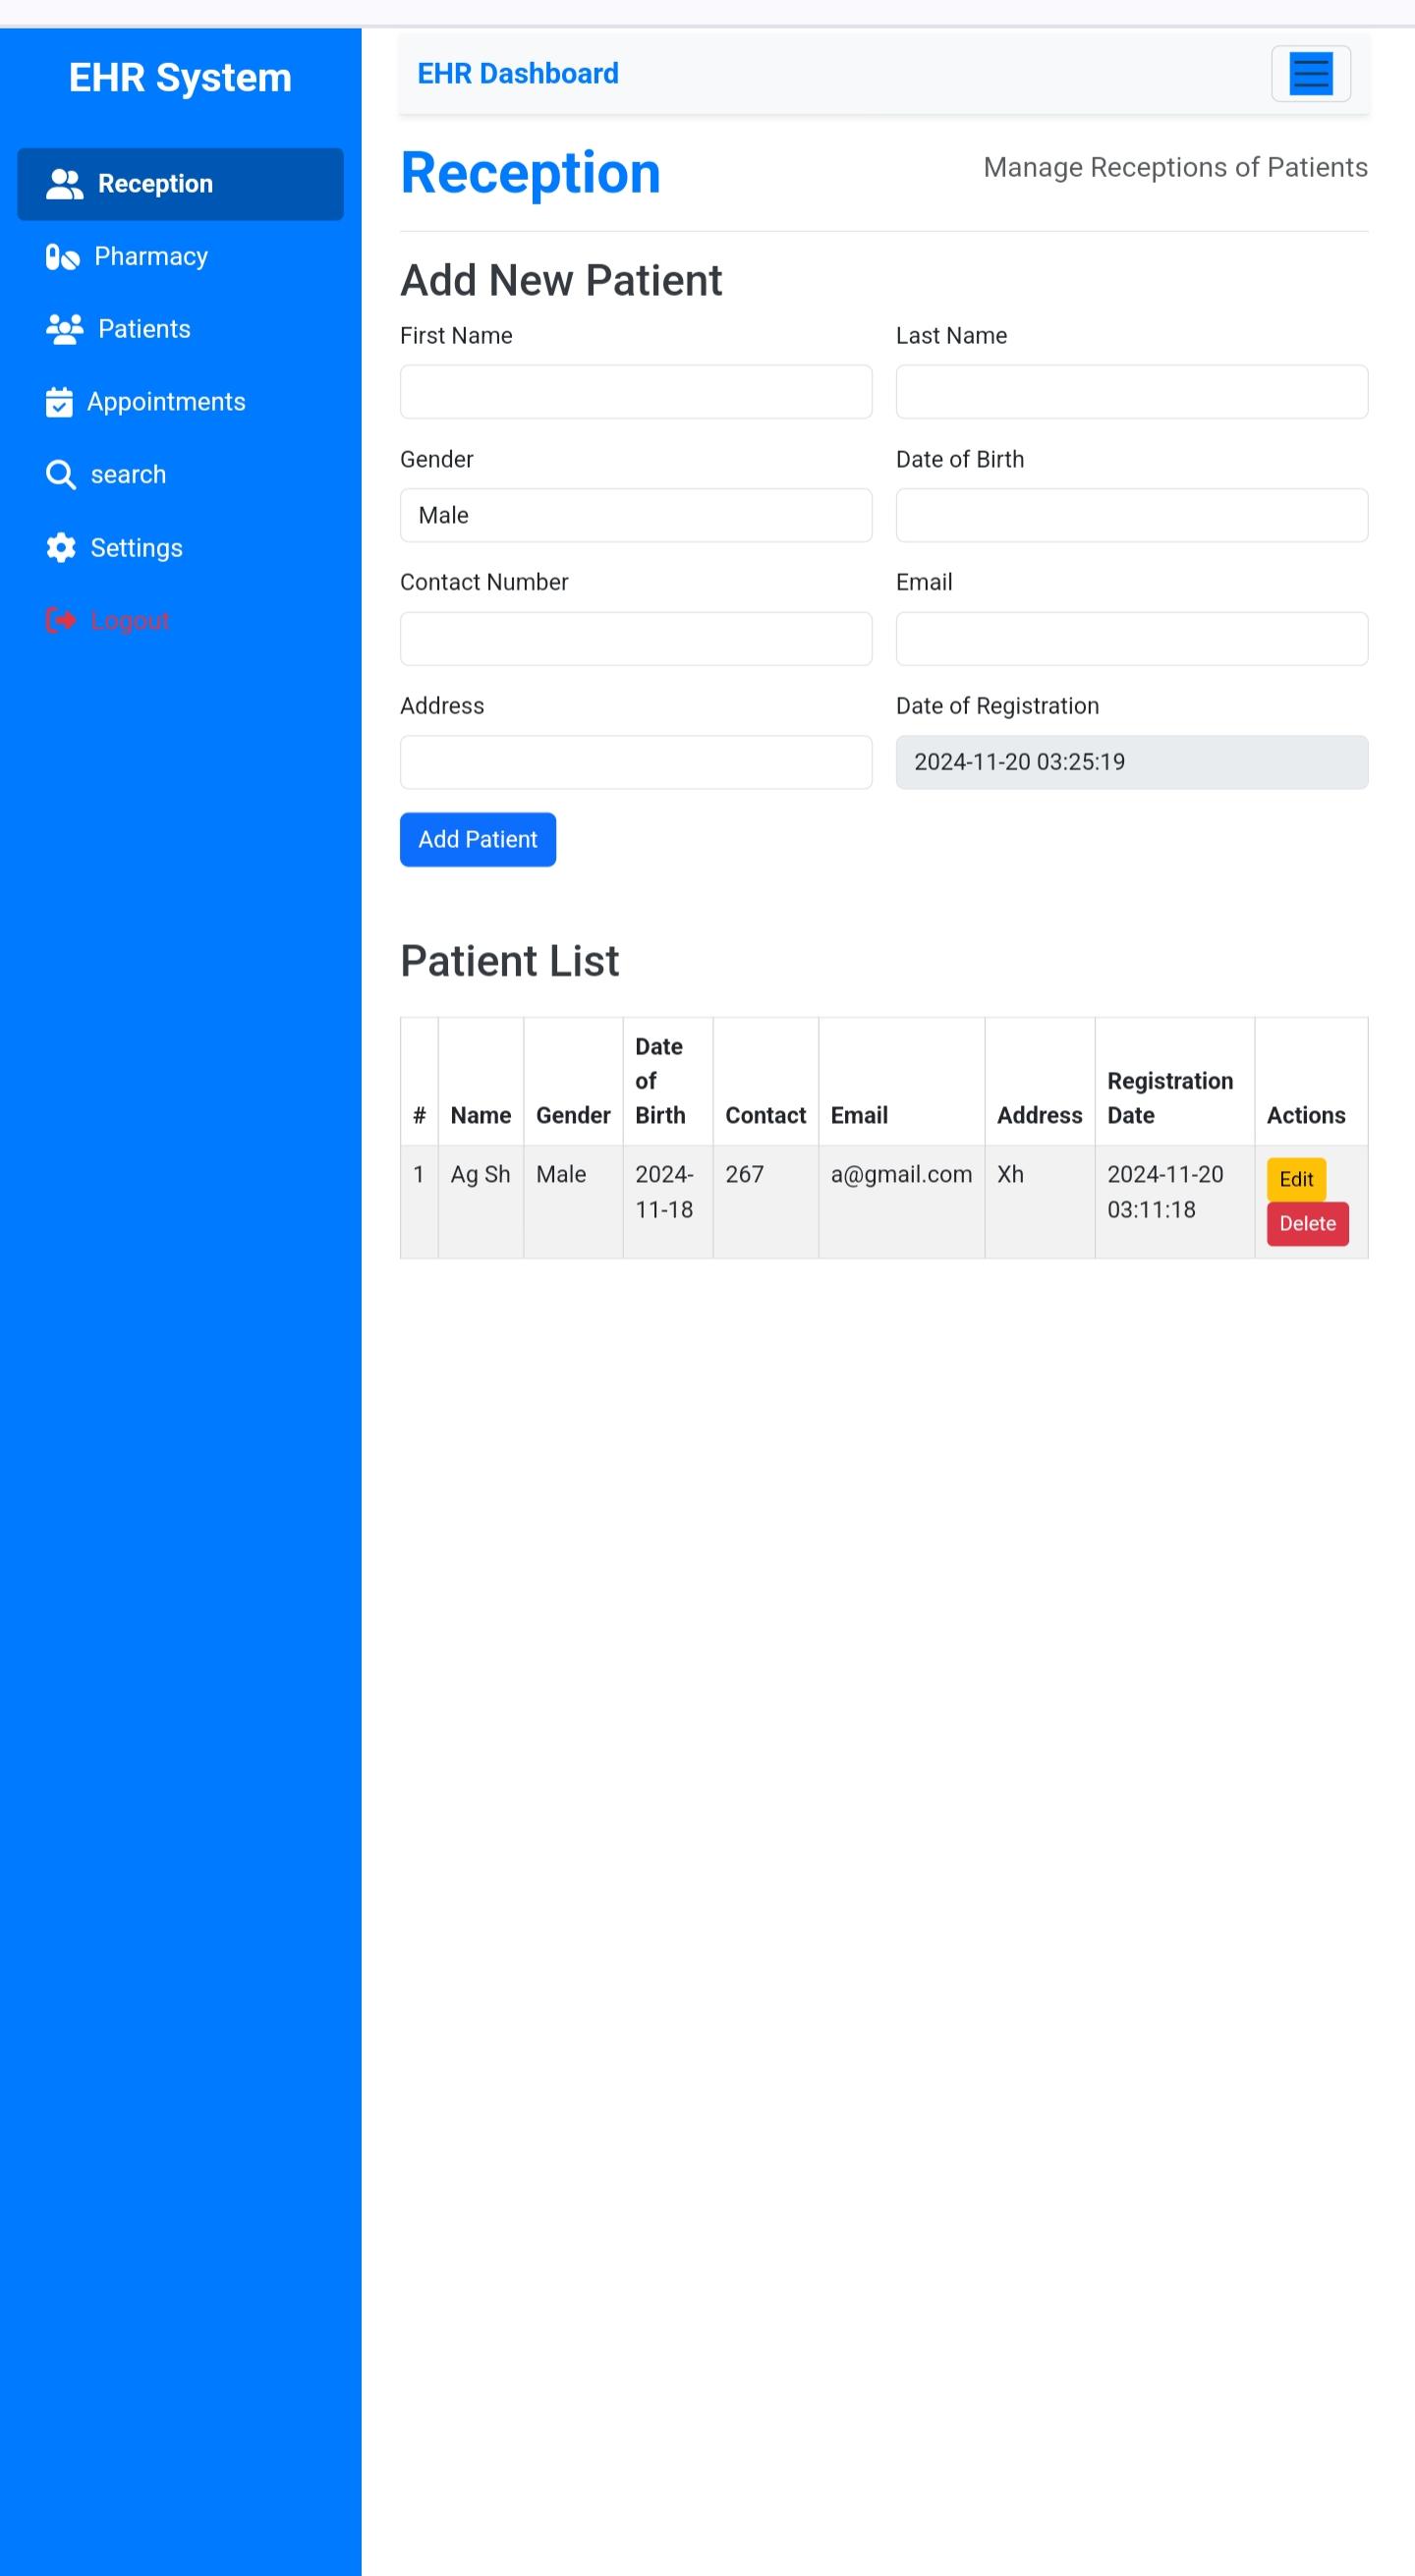 EHR System
Reception
Pharmacy
Patients
Appointments
search
Settings
Logout
EHR Dashboard
Reception
Manage Receptions of Patients
Add New Patient
First Name
Last Name
Gender
Date of Birth
Male
Contact Number
Email
Address
Date of Registration
2024-11-20 03:25:19
Add Patient
Patient List
# Name Gender Date of Birth Contact Email Address Registration Date Actions
1 Ag Sh Male 2024-11-18 267 a@gmail.com Xh 2024-11-20 03:11:18 Edit
Delete